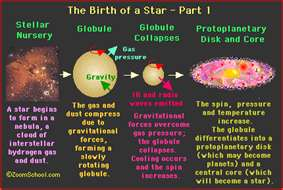 The Birth of a Star - Part 1
Stellar
Nursery
Globule
Globule
Collapses
Protoplanetary
Disk and Core
Gas
pressure
Gravity
IR and radio
waves emitted
A star begins
to form in a
nebula, a cloud
of interstellar
hydrogen gas
and dust.
The gas and
dust compress due
to gravitational
forces,
forming a
slowly rotating
globule.
Gravitational
forces overcome
gas pressure;
the globule
collapses.
Cooling occurs
and the spin
increases.
The spin, pressure
and temperature
increase.
The globule
differentiates into a
protoplanetary disk
(which may become
planets) and a central
core (which will
become a star).
©ZoomSchool.com